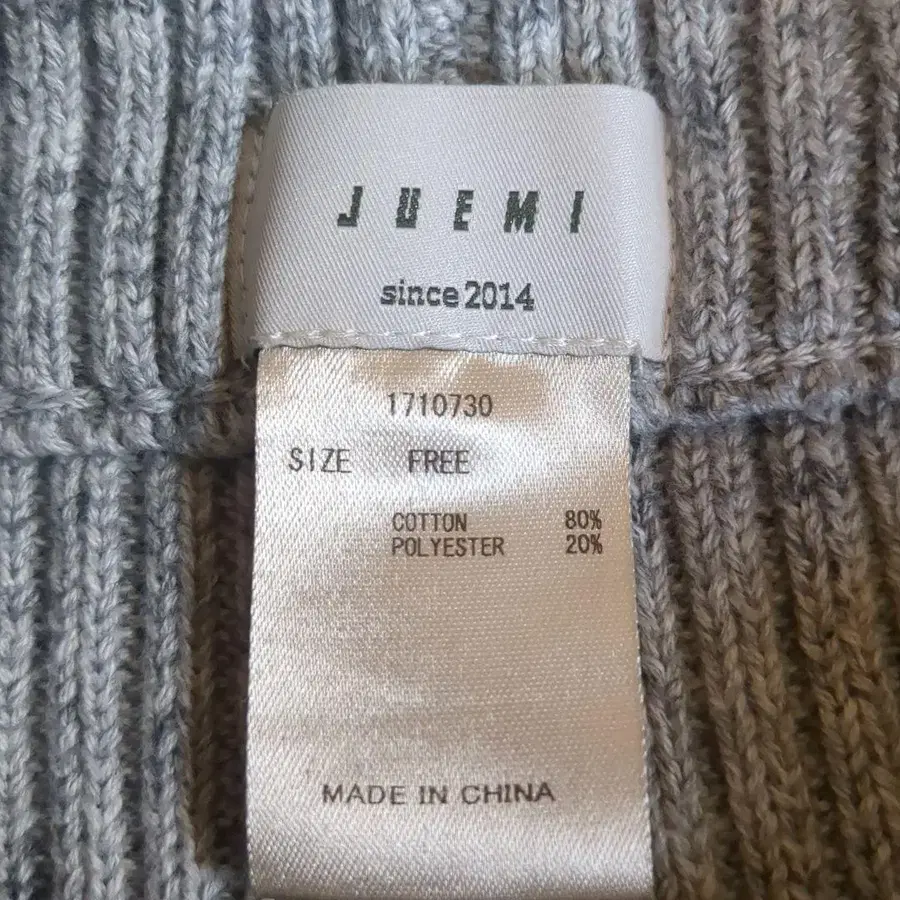 JUEMI
since 2014
1710730
SIZE FREE
COTTON 80%
POLYESTER 20%
MADE IN CHINA